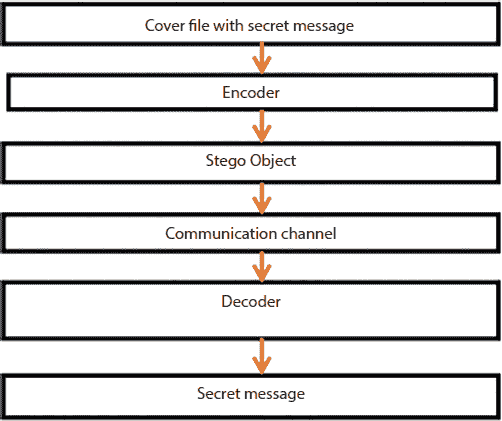 Cover file with secret message
Encoder
Stego Object
Communication channel
Decoder
Secret message